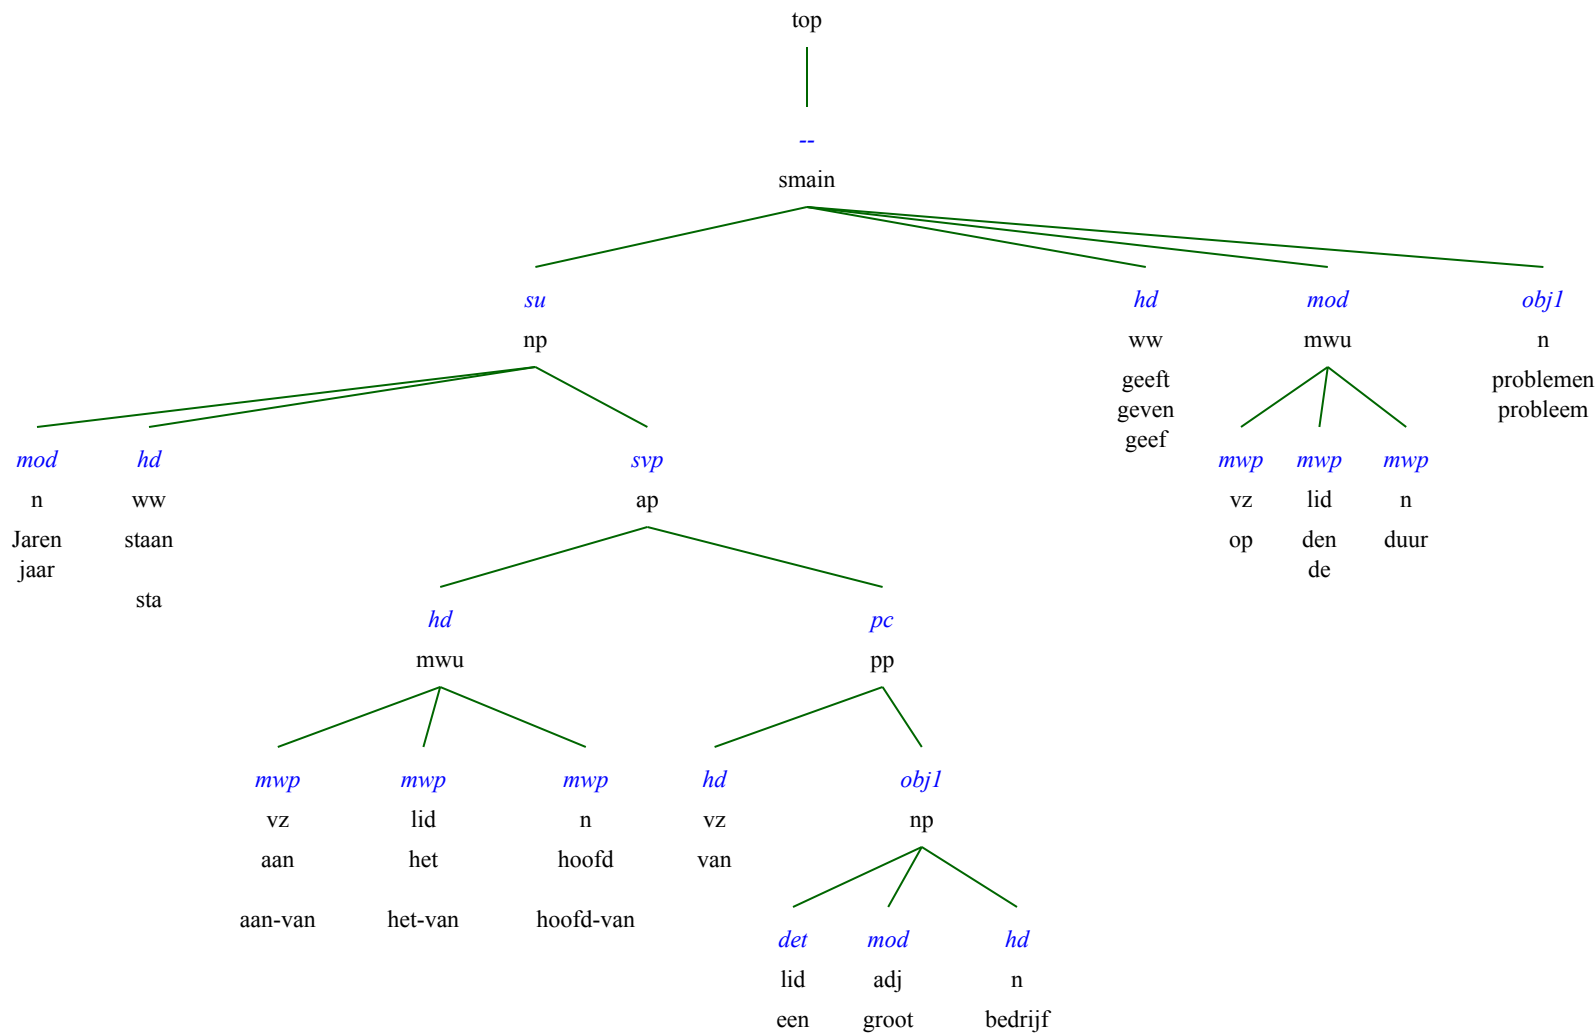 top
--
smain
su hd mod obj1
np ww mwu n
geeft problemen
geven probleem
geef
mod hd svp mwp mwp mwp
n ww ap vz lid n
Jaren staan op den duur
jaar de
sta
hd pc
mwu pp
mwp mwp mwp hd obj1
vz lid n vz np
aan het hoofd van
aan-van het-van hoofd-van
det mod hd
lid adj n
een groot bedrijf